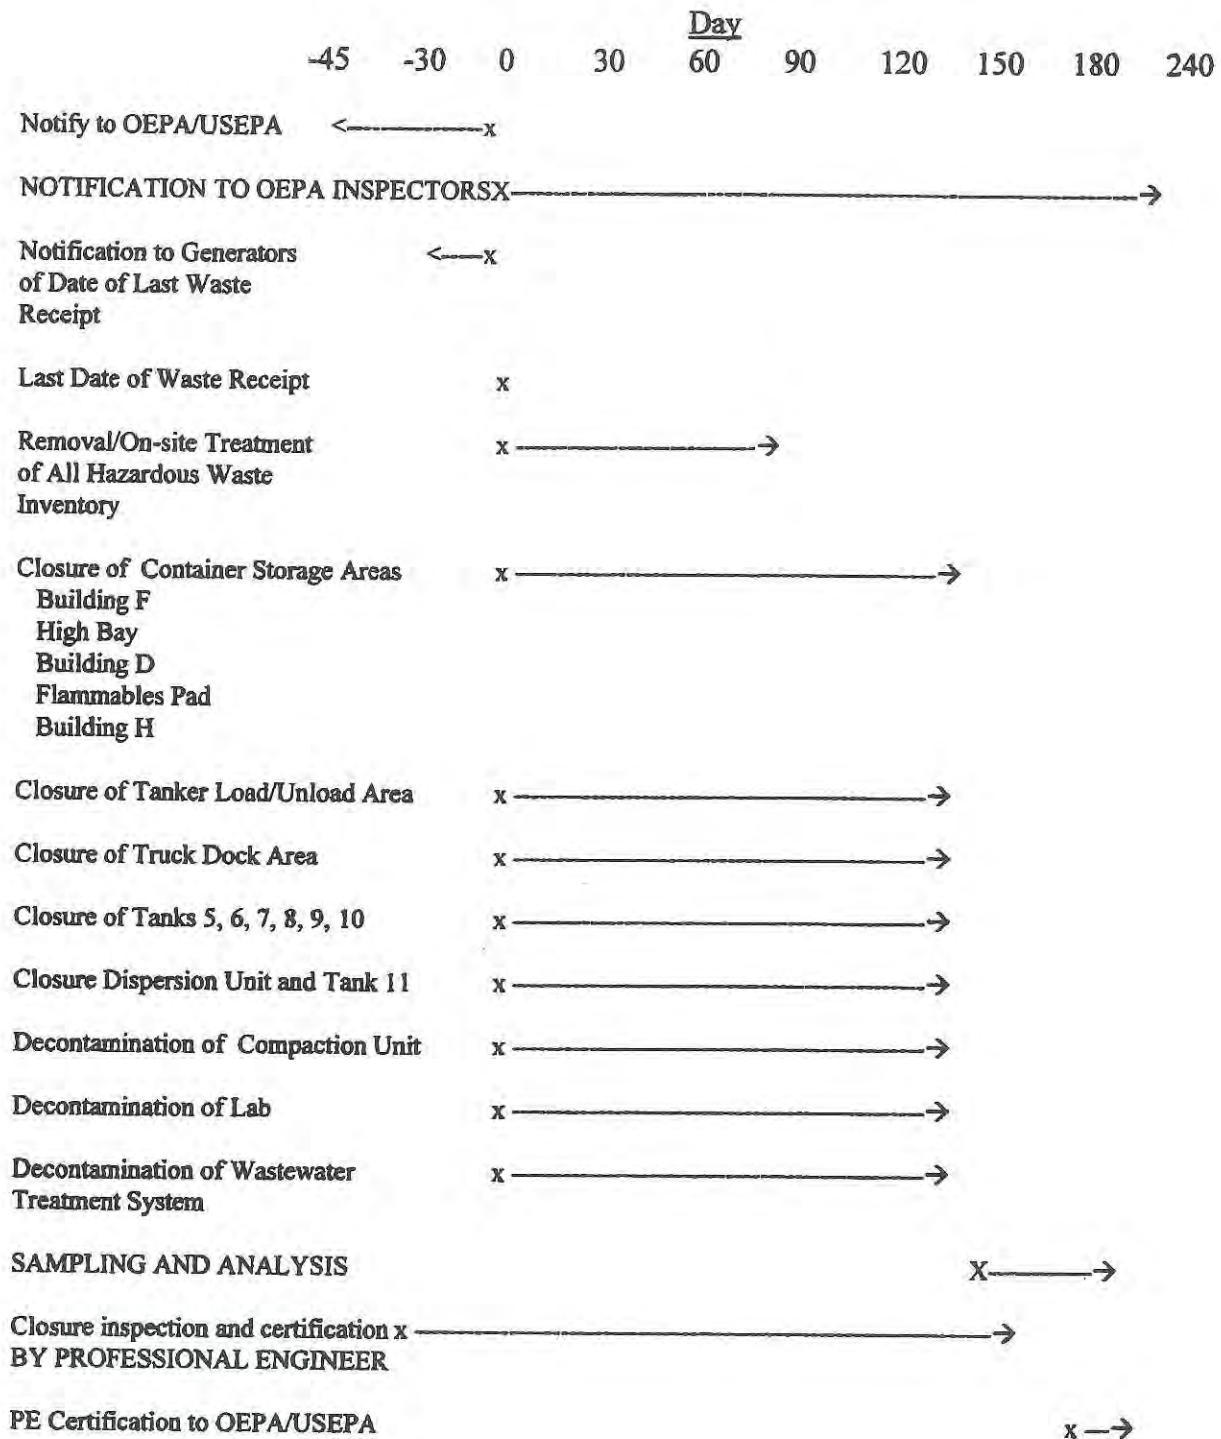 Day
-45 -30 0 30 60 90 120 150 180 240
Notify to OEPA/USEPA <————x
NOTIFICATION TO OEPA INSPECTORSX————→
Notification to Generators <——x
of Date of Last Waste
Receipt
Last Date of Waste Receipt x
Removal/On-site Treatment x————→
of All Hazardous Waste
Inventory
Closure of Container Storage Areas x————→
Building F
High Bay
Building D
Flammables Pad
Building H
Closure of Tanker Load/Unload Area x————→
Closure of Truck Dock Area x————→
Closure of Tanks 5, 6, 7, 8, 9, 10 x————→
Closure Dispersion Unit and Tank 11 x————→
Decontamination of Compaction Unit x————→
Decontamination of Lab x————→
Decontamination of Wastewater x————→
Treatment System
SAMPLING AND ANALYSIS X————→
Closure inspection and certification x————→
BY PROFESSIONAL ENGINEER
PE Certification to OEPA/USEPA x—→